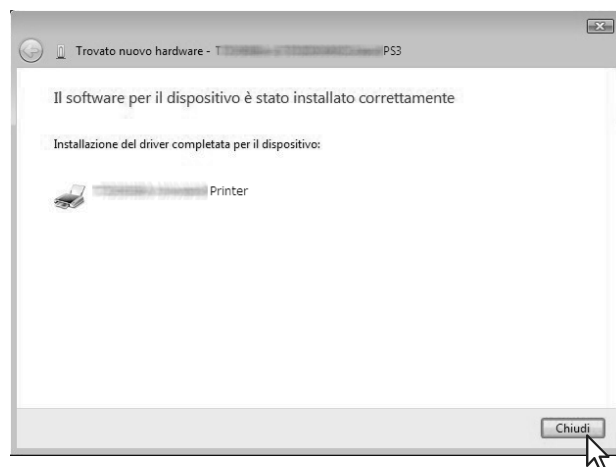 Trovato nuovo hardware - T PS3
Il software per il dispositivo è stato installato correttamente
Installazione del driver completata per il dispositivo:
Printer
Chiudi